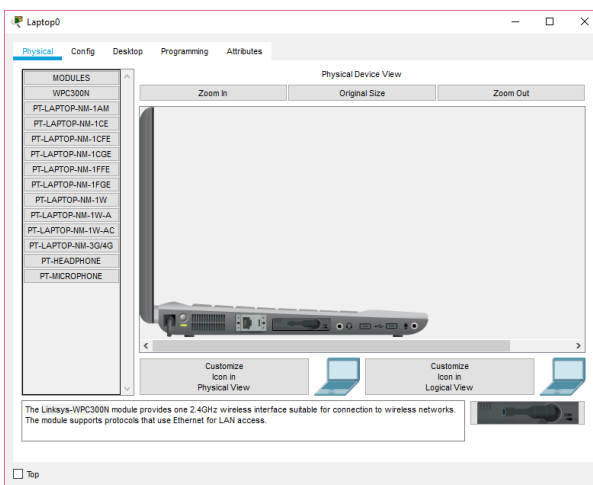 Laptop0
Physical Config Desktop Programming Attributes
MODULES
WPC300N
PT-LAPTOP-NM-1AM
PT-LAPTOP-NM-1CE
PT-LAPTOP-NM-1CFE
PT-LAPTOP-NM-1CGE
PT-LAPTOP-NM-1FFE
PT-LAPTOP-NM-1FGE
PT-LAPTOP-NM-1W
PT-LAPTOP-NM-1W-A
PT-LAPTOP-NM-1W-AC
PT-LAPTOP-NM-3G/4G
PT-HEADPHONE
PT-MICROPHONE
Physical Device View
Zoom In Original Size Zoom Out
Customize
Icon in
Physical View
Customize
Icon in
Logical View
The Linksys-WPC300N module provides one 2.4GHz wireless interface suitable for connection to wireless networks.
The module supports protocols that use Ethernet for LAN access.
Top